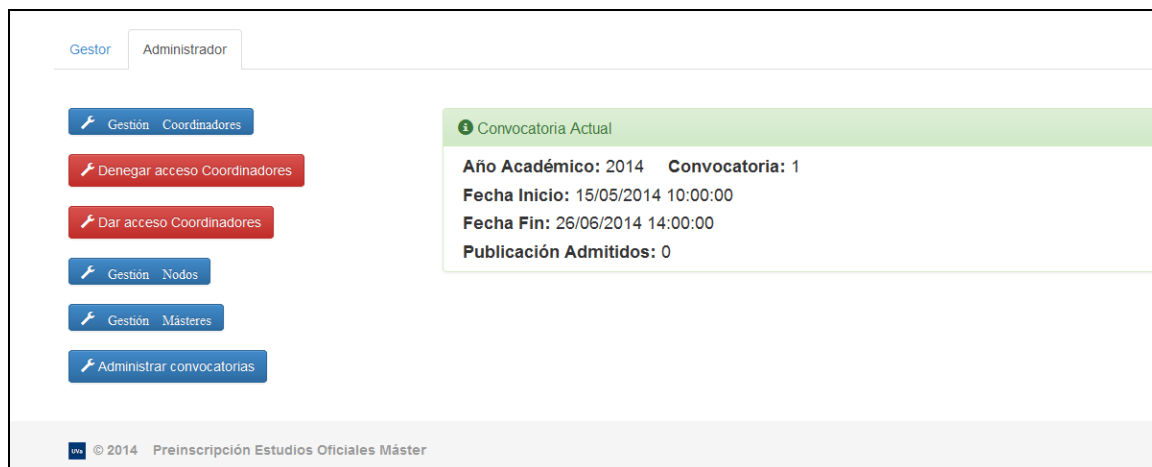 Gestor Administrador
Gestión Coordinadores
Denegar acceso Coordinadores
Dar acceso Coordinadores
Gestión Nodos
Gestión Másteres
Administrar convocatorias
Convocatoria Actual
Año Académico: 2014 Convocatoria: 1
Fecha Inicio: 15/05/2014 10:00:00
Fecha Fin: 26/06/2014 14:00:00
Publicación Admitidos: 0
UVa © 2014 Preinscripción Estudios Oficiales Máster